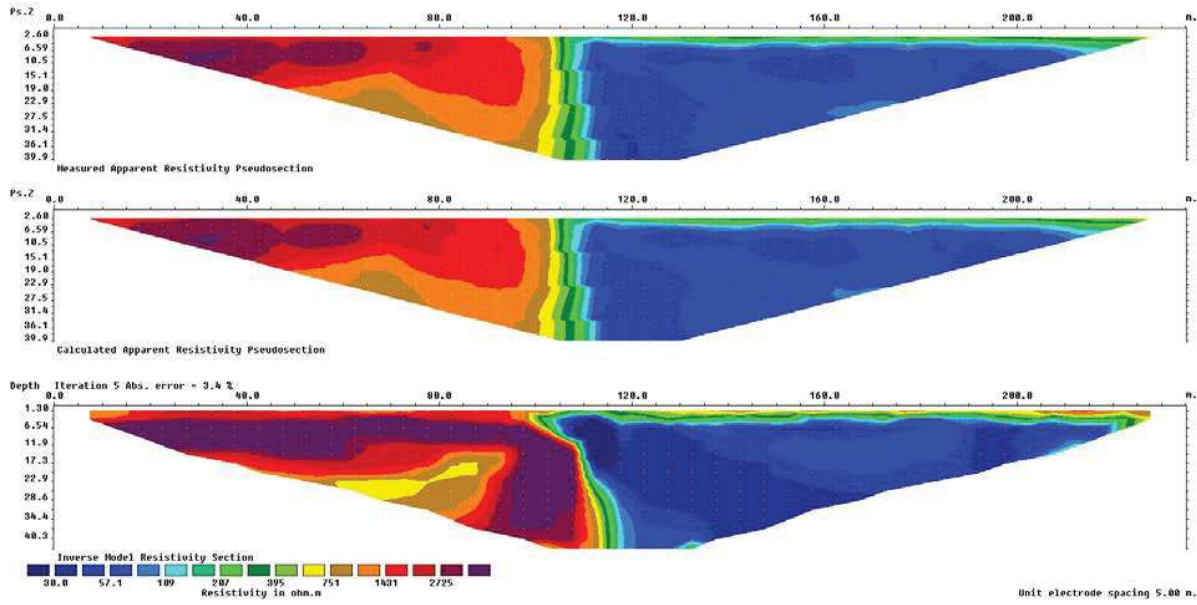 Ps.Z 0.0 40.0 80.0 120.0 160.0 200.0 m.
2.60
6.59
10.5
15.1
19.0
22.9
27.5
31.4
36.1
39.9
Measured Apparent Resistivity Pseudosection
Ps.Z 0.0 40.0 80.0 120.0 160.0 200.0 m.
2.60
6.59
10.5
15.1
19.0
22.9
27.5
31.4
36.1
39.9
Calculated Apparent Resistivity Pseudosection
Depth Iteration 5 Abs. error = 3.4 %
0.0 40.0 80.0 120.0 160.0 200.0 m.
1.30
6.54
11.9
17.3
22.9
28.6
34.4
40.3
Inverse Model Resistivity Section
30.0 57.1 109 207 395 751 1431 2725
Resistivity in ohm.m
Unit electrode spacing 5.00 m.